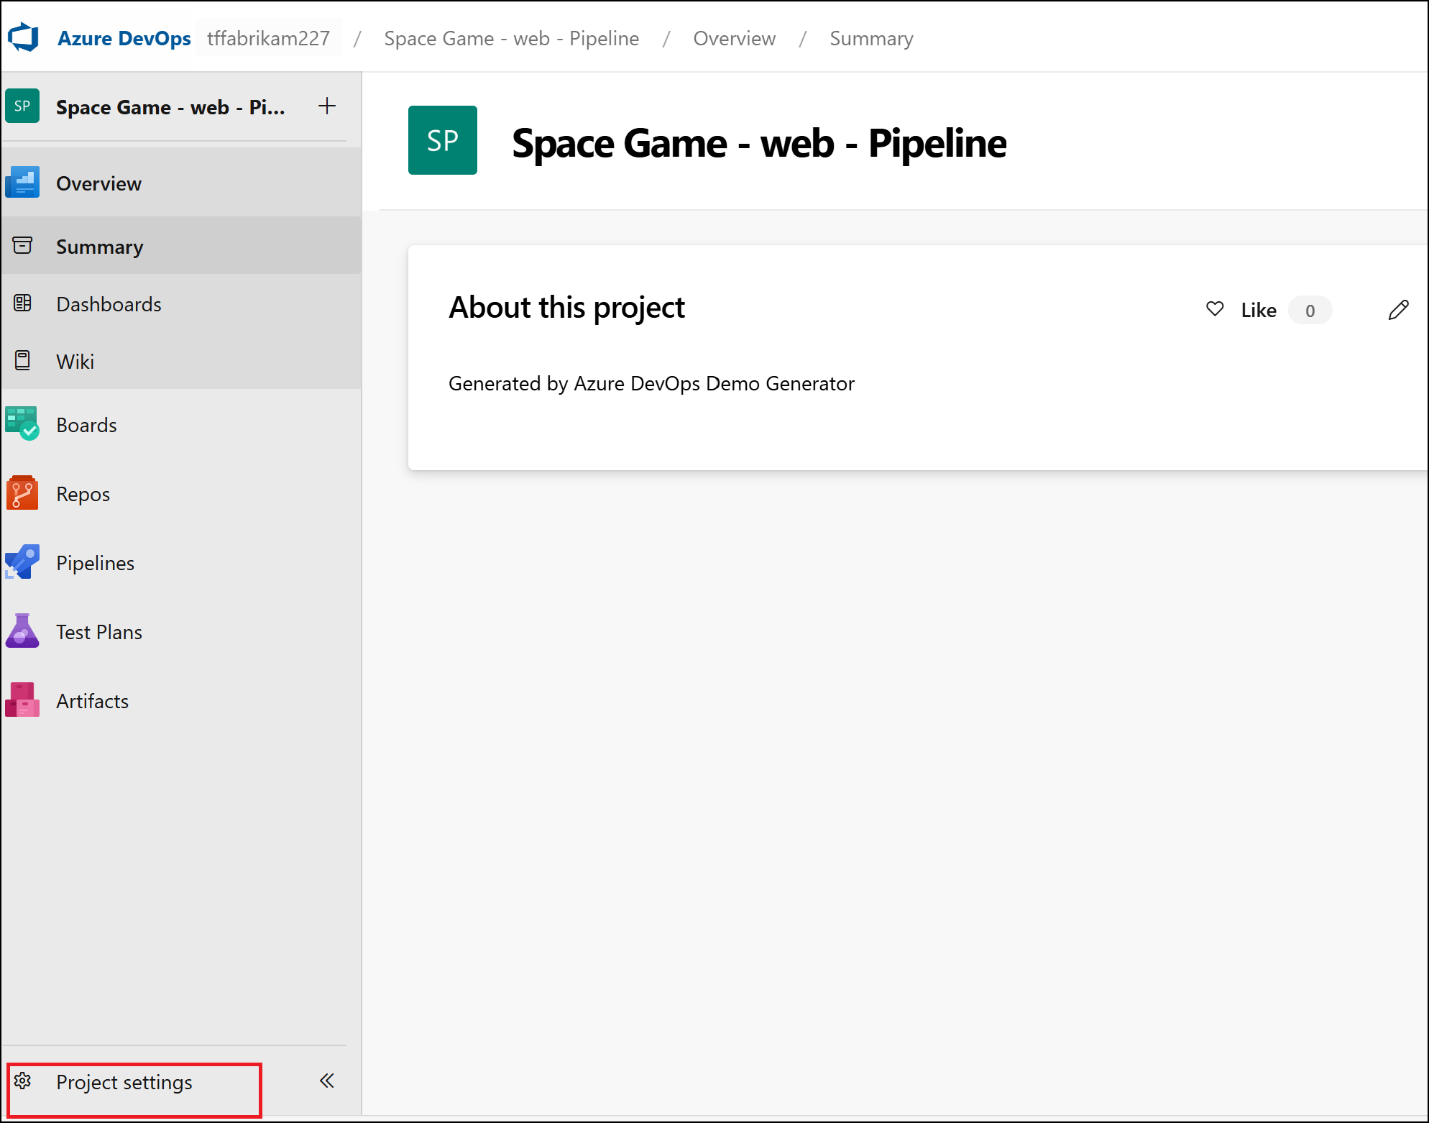 Azure DevOps tffabrikam227 / Space Game - web - Pipeline / Overview / Summary
SP Space Game - web - Pi... +
SP Space Game - web - Pipeline
Overview
Summary
Dashboards
Wiki
Boards
Repos
Pipelines
Test Plans
Artifacts
About this project
Like 0
Generated by Azure DevOps Demo Generator
Project settings